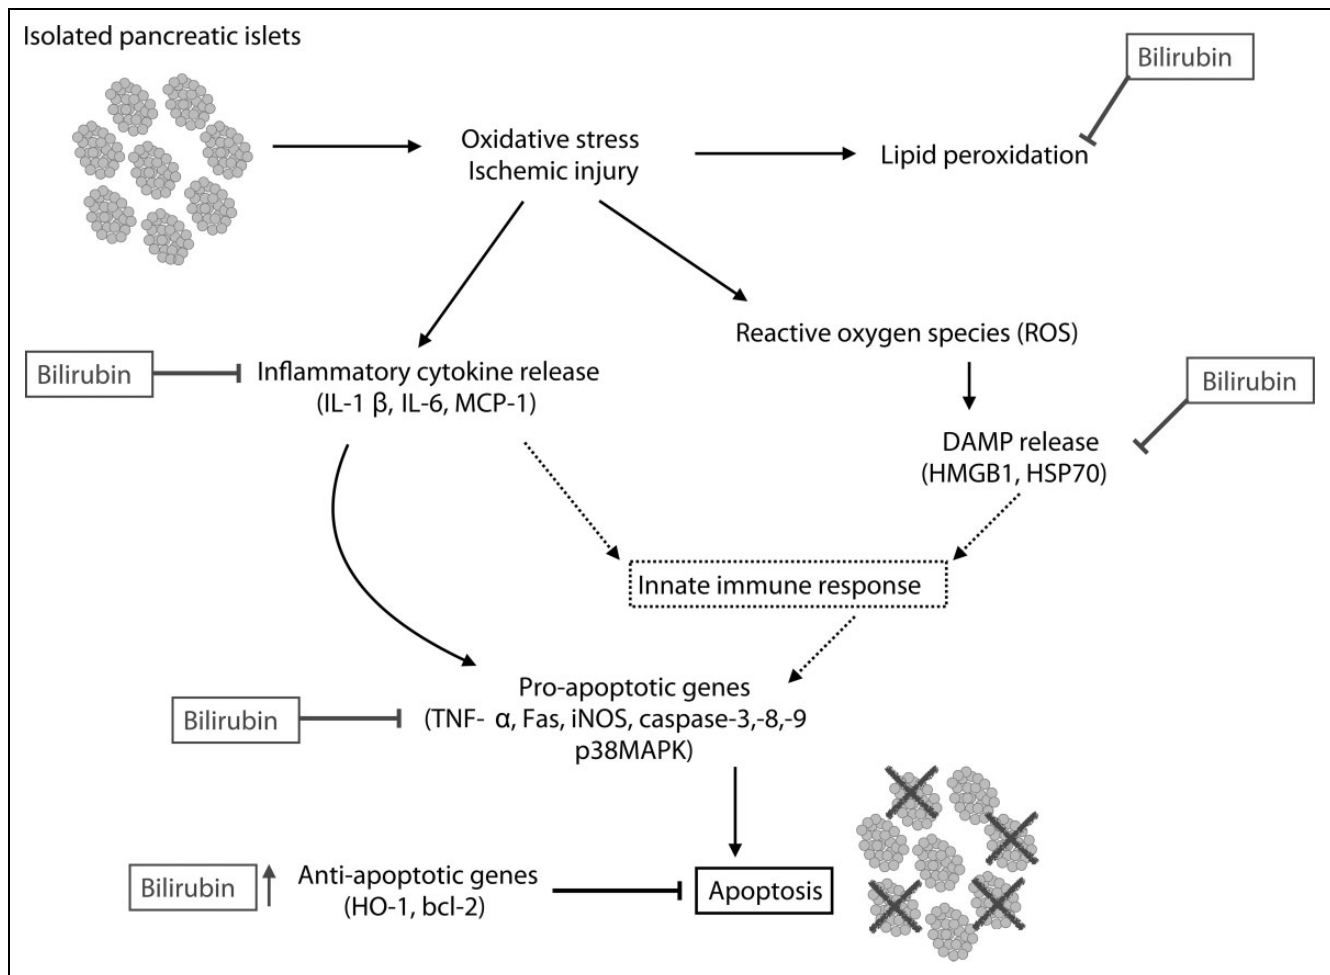 Isolated pancreatic islets
Bilirubin
Oxidative stress
Ischemic injury
Lipid peroxidation
Reactive oxygen species (ROS)
Bilirubin
Inflammatory cytokine release
(IL-1 β, IL-6, MCP-1)
Bilirubin
DAMP release
(HMGB1, HSP70)
Innate immune response
Pro-apoptotic genes
Bilirubin
(TNF- α, Fas, iNOS, caspase-3,-8,-9
p38MAPK)
Bilirubin
Anti-apoptotic genes
(HO-1, bcl-2)
Apoptosis